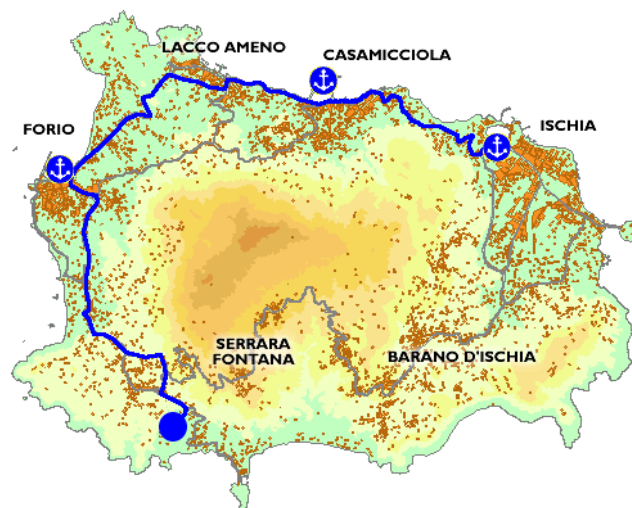 LACCO AMENO
CASAMICCIOLA
FORIO
ISCHIA
SERRARA
FONTANA
BARANO D'ISCHIA